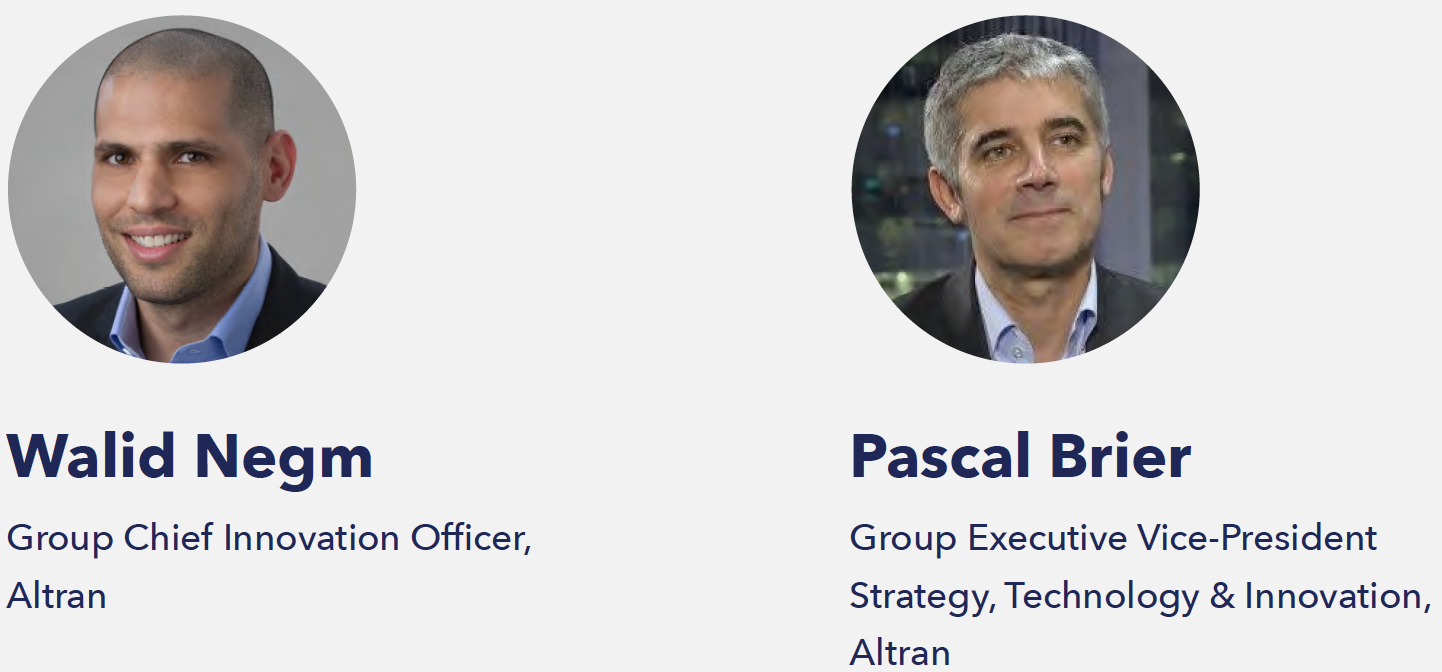 Walid Negm
Group Chief Innovation Officer,
Altran
Pascal Brier
Group Executive Vice-President
Strategy, Technology & Innovation,
Altran